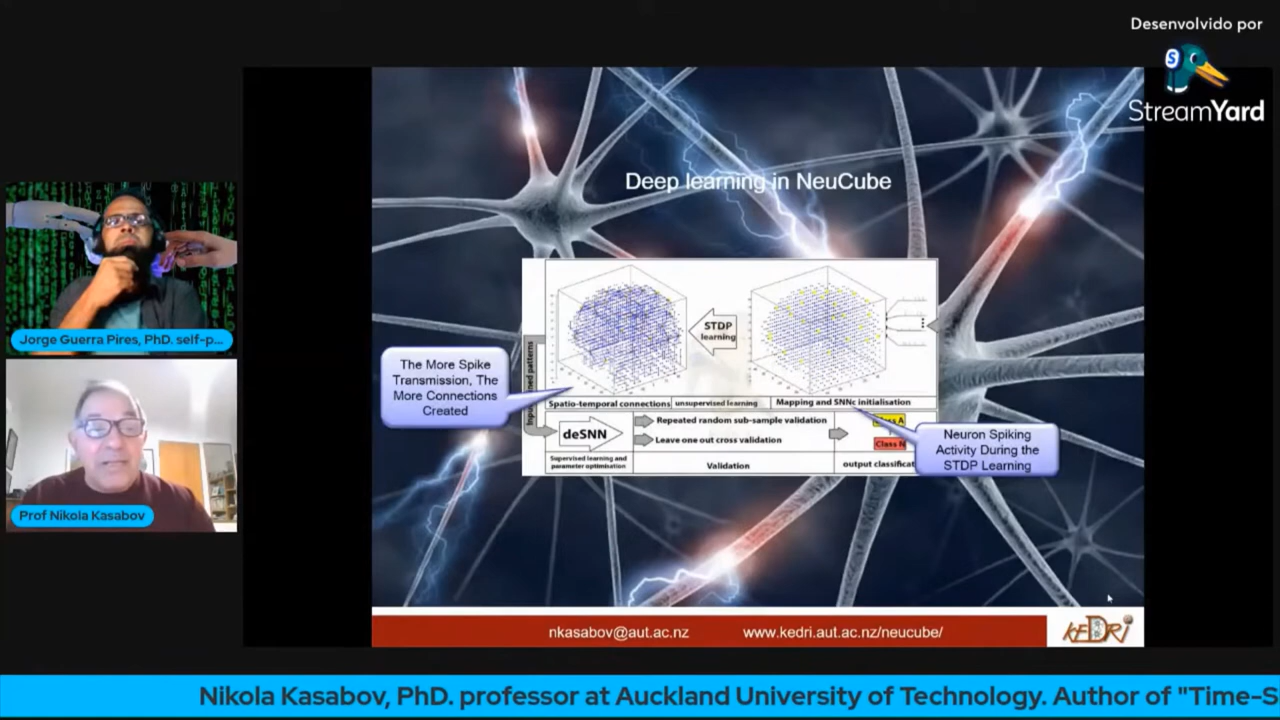 Desenvolvido por
StreamYard
Deep learning in NeuCube
STDP
learning
The More Spike
Transmission, The
More Connections
Created
Spatio-temporal connections
unsupervised learning
Mapping and SNNc initialisation
deSNN
Repeated random sub-sample validation
Leave one out cross validation
Class N
Supervised learning and
parameter optimisation
Validation
output classificat
Neuron Spiking
Activity During the
STDP Learning
Jorge Guerra Pires, PhD. self-p...
Prof Nikola Kasabov
nkasabov@aut.ac.nz
www.kedri.aut.ac.nz/neucube/
KEDRI
Nikola Kasabov, PhD. professor at Auckland University of Technology. Author of "Time-S